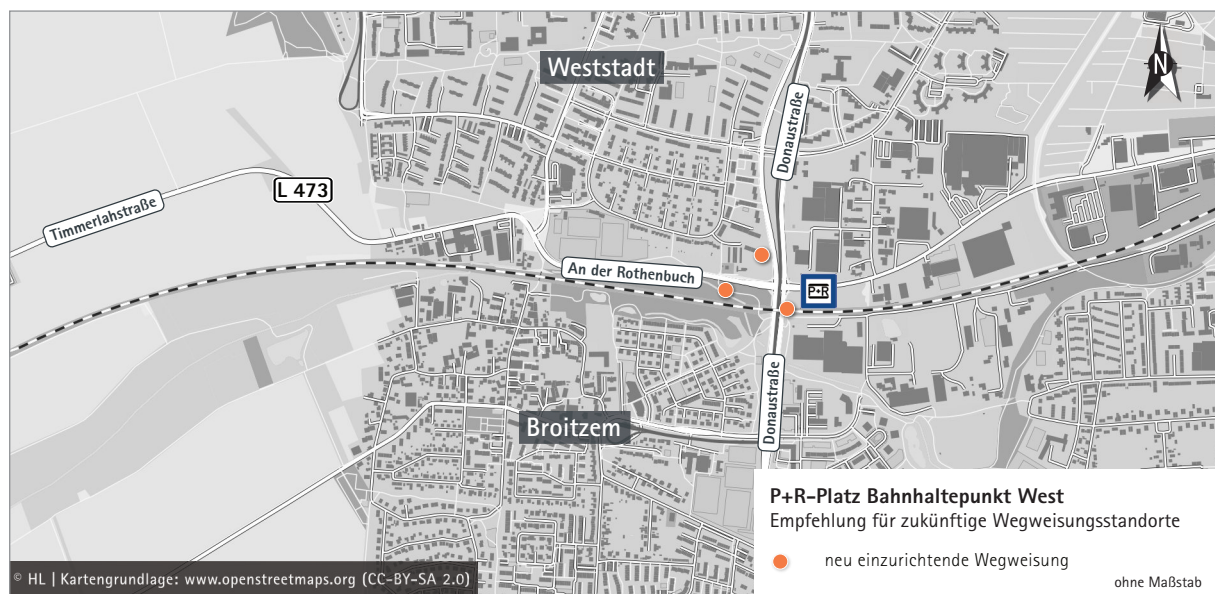 Weststadt
N
Donaustraße
L 473
Timmerlahstraße
An der Rothenbuch
P+R
Donaustraße
Broitzem
P+R-Platz Bahnhaltepunkt West
Empfehlung für zukünftige Wegweisungsstandorte
neu einzurichtende Wegweisung
ohne Maßstab
© HL | Kartengrundlage: www.openstreetmaps.org (CC-BY-SA 2.0)